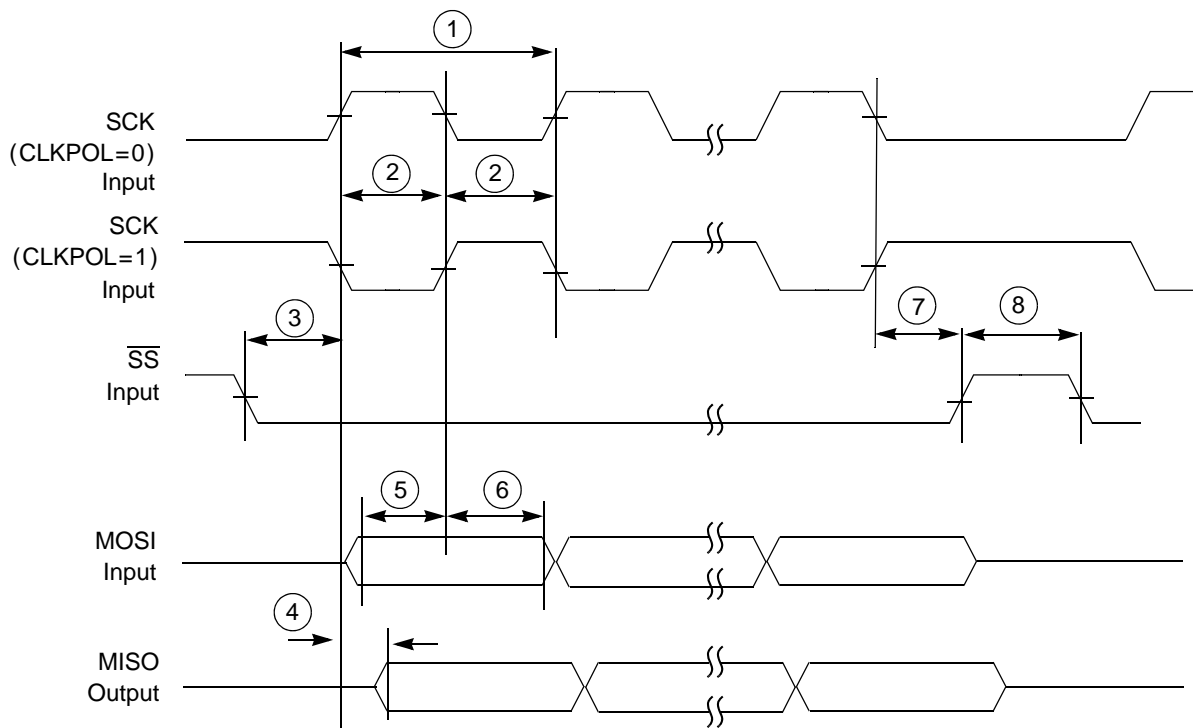 1
SCK
(CLKPOL=0)
Input
2
2
SCK
(CLKPOL=1)
Input
3
7
8
SS
Input
5
6
MOSI
Input
4
MISO
Output